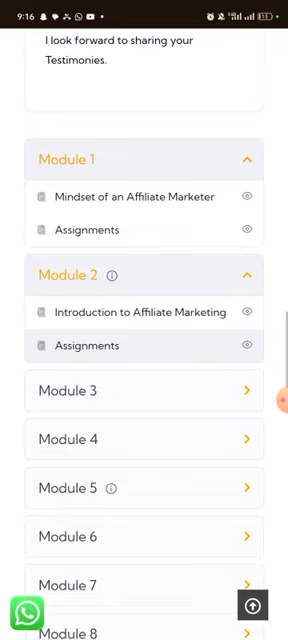 9:16
13
I look forward to sharing your
Testimonies.
Module 1
Mindset of an Affiliate Marketer
Assignments
Module 2
Introduction to Affiliate Marketing
Assignments
Module 3
Module 4
Module 5
Module 6
Module 7
Module 8